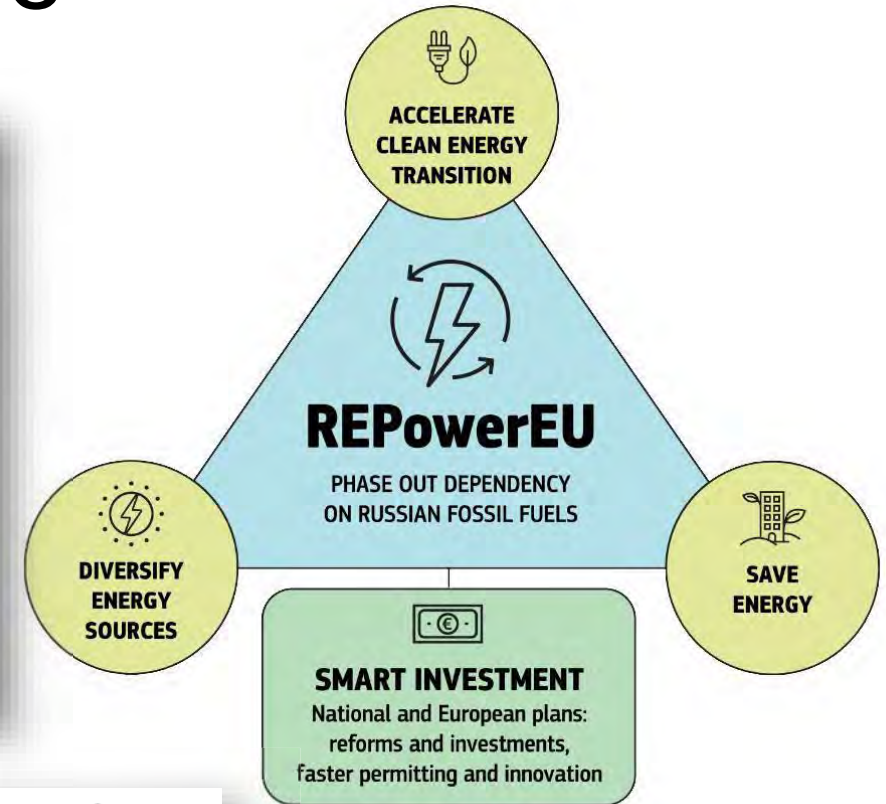 ACCELERATE
CLEAN ENERGY
TRANSITION
REPowerEU
PHASE OUT DEPENDENCY
ON RUSSIAN FOSSIL FUELS
DIVERSIFY
ENERGY
SOURCES
SAVE
ENERGY
€
SMART INVESTMENT
National and European plans:
reforms and investments,
faster permitting and innovation